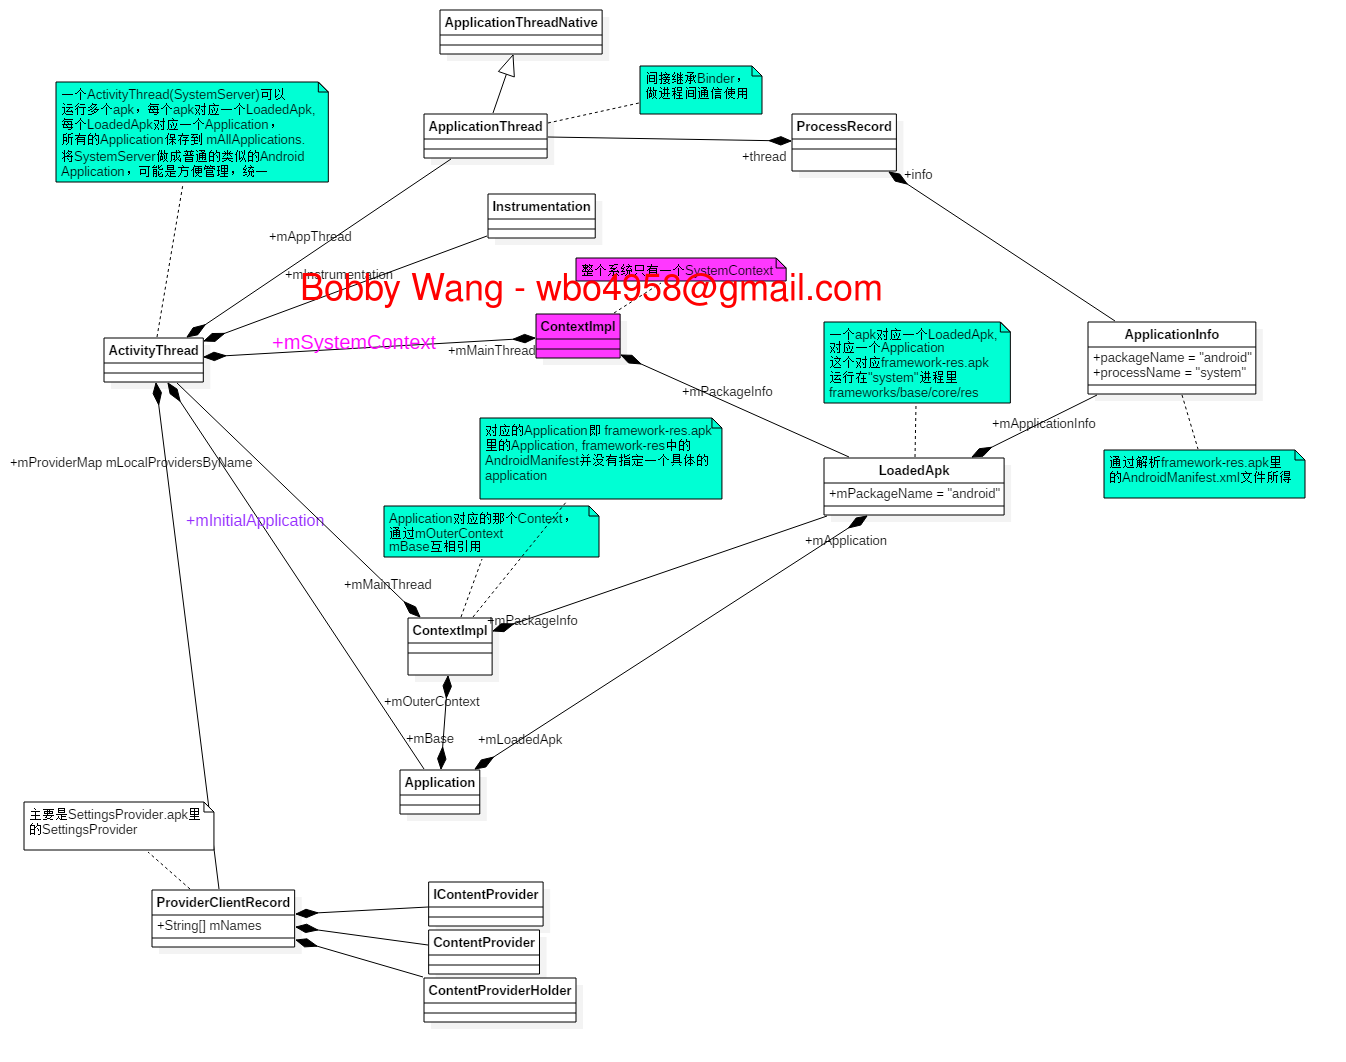 ApplicationThreadNative
间接继承Binder，
做进程间通信使用
一个ActivityThread(SystemServer)可以
运行多个apk，每个apk对应一个LoadedApk,
每个LoadedApk对应一个Application，
所有的Application保存到 mAllApplications.
将SystemServer做成普通的类似的Android
Application，可能是方便管理，统一
ApplicationThread
ProcessRecord
+thread
+info
Instrumentation
+mAppThread
+mInstrumentation
整个系统只有一个SystemContext
Bobby Wang - wbo4958@gmail.com
ContextImpl
ActivityThread
+mSystemContext
+mMainThread
一个apk对应一个LoadedApk,
对应一个Application
这个对应framework-res.apk
运行在"system"进程里
frameworks/base/core/res
ApplicationInfo
+packageName = "android"
+processName = "system"
+mPackageInfo
+mApplicationInfo
对应的Application即 framework-res.apk
里的Application, framework-res中的
AndroidManifest并没有指定一个具体的
application
+mProviderMap mLocalProvidersByName
LoadedApk
+mPackageName = "android"
通过解析framework-res.apk里
的AndroidManifest.xml文件所得
+mInitialApplication
Application对应的那个Context，
通过mOuterContext
mBase互相引用
+mApplication
+mMainThread
+mPackageInfo
ContextImpl
+mOuterContext
+mBase
+mLoadedApk
Application
主要是SettingsProvider.apk里
的SettingsProvider
ProviderClientRecord
+String[] mNames
IContentProvider
ContentProvider
ContentProviderHolder